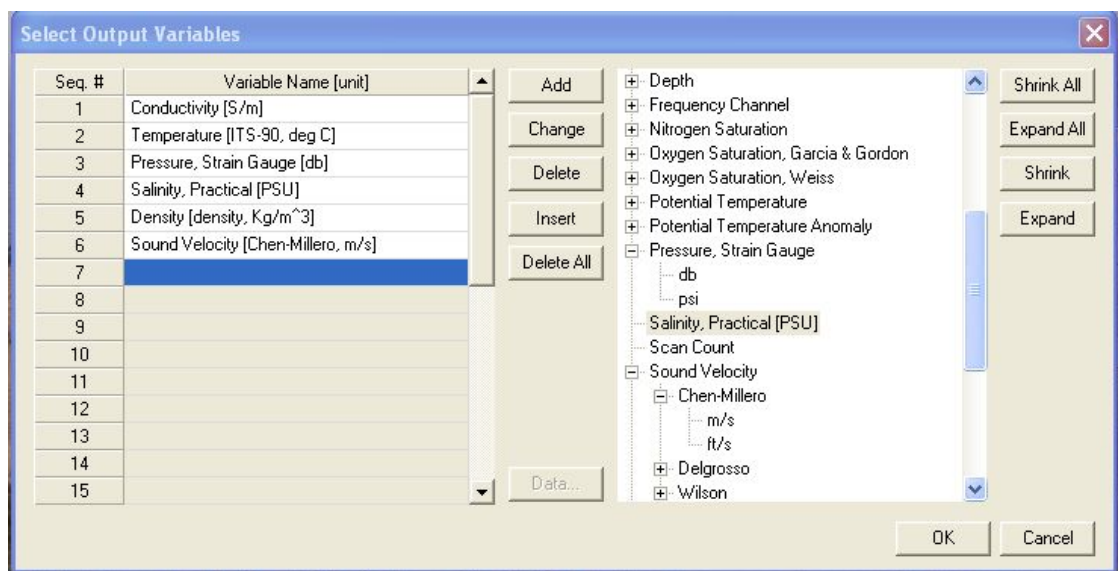 Select Output Variables
Seq. # Variable Name [unit]
1 Conductivity [S/m]
2 Temperature [ITS-90, deg C]
3 Pressure, Strain Gauge [db]
4 Salinity, Practical [PSU]
5 Density [density, Kg/m^3]
6 Sound Velocity [Chen-Millero, m/s]
7
8
9
10
11
12
13
14
15
Add
Change
Delete
Insert
Delete All
Data...
Depth
Frequency Channel
Nitrogen Saturation
Oxygen Saturation, Garcia & Gordon
Oxygen Saturation, Weiss
Potential Temperature
Potential Temperature Anomaly
Pressure, Strain Gauge
db
psi
Salinity, Practical [PSU]
Scan Count
Sound Velocity
Chen-Millero
m/s
ft/s
Delgrosso
Wilson
Shrink All
Expand All
Shrink
Expand
OK
Cancel